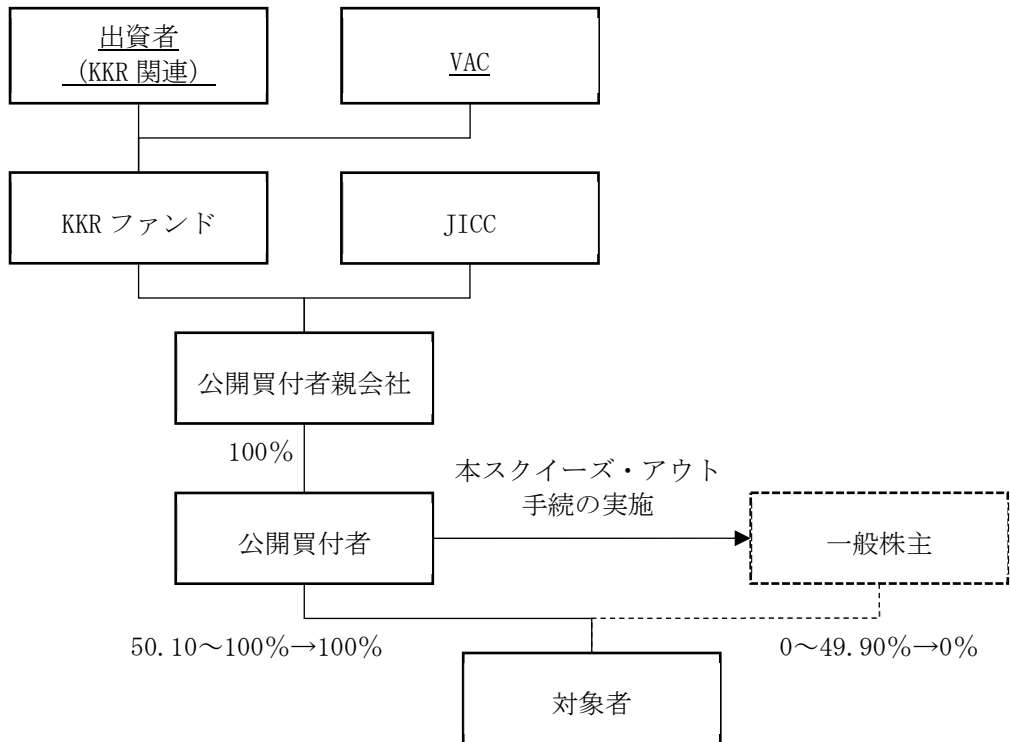 出資者
（KKR 関連）
VAC
KKR ファンド
JICC
公開買付者親会社
100%
本スクイーズ・アウト
手続の実施
公開買付者
一般株主
50.10～100%→100%
0～49.90%→0%
対象者